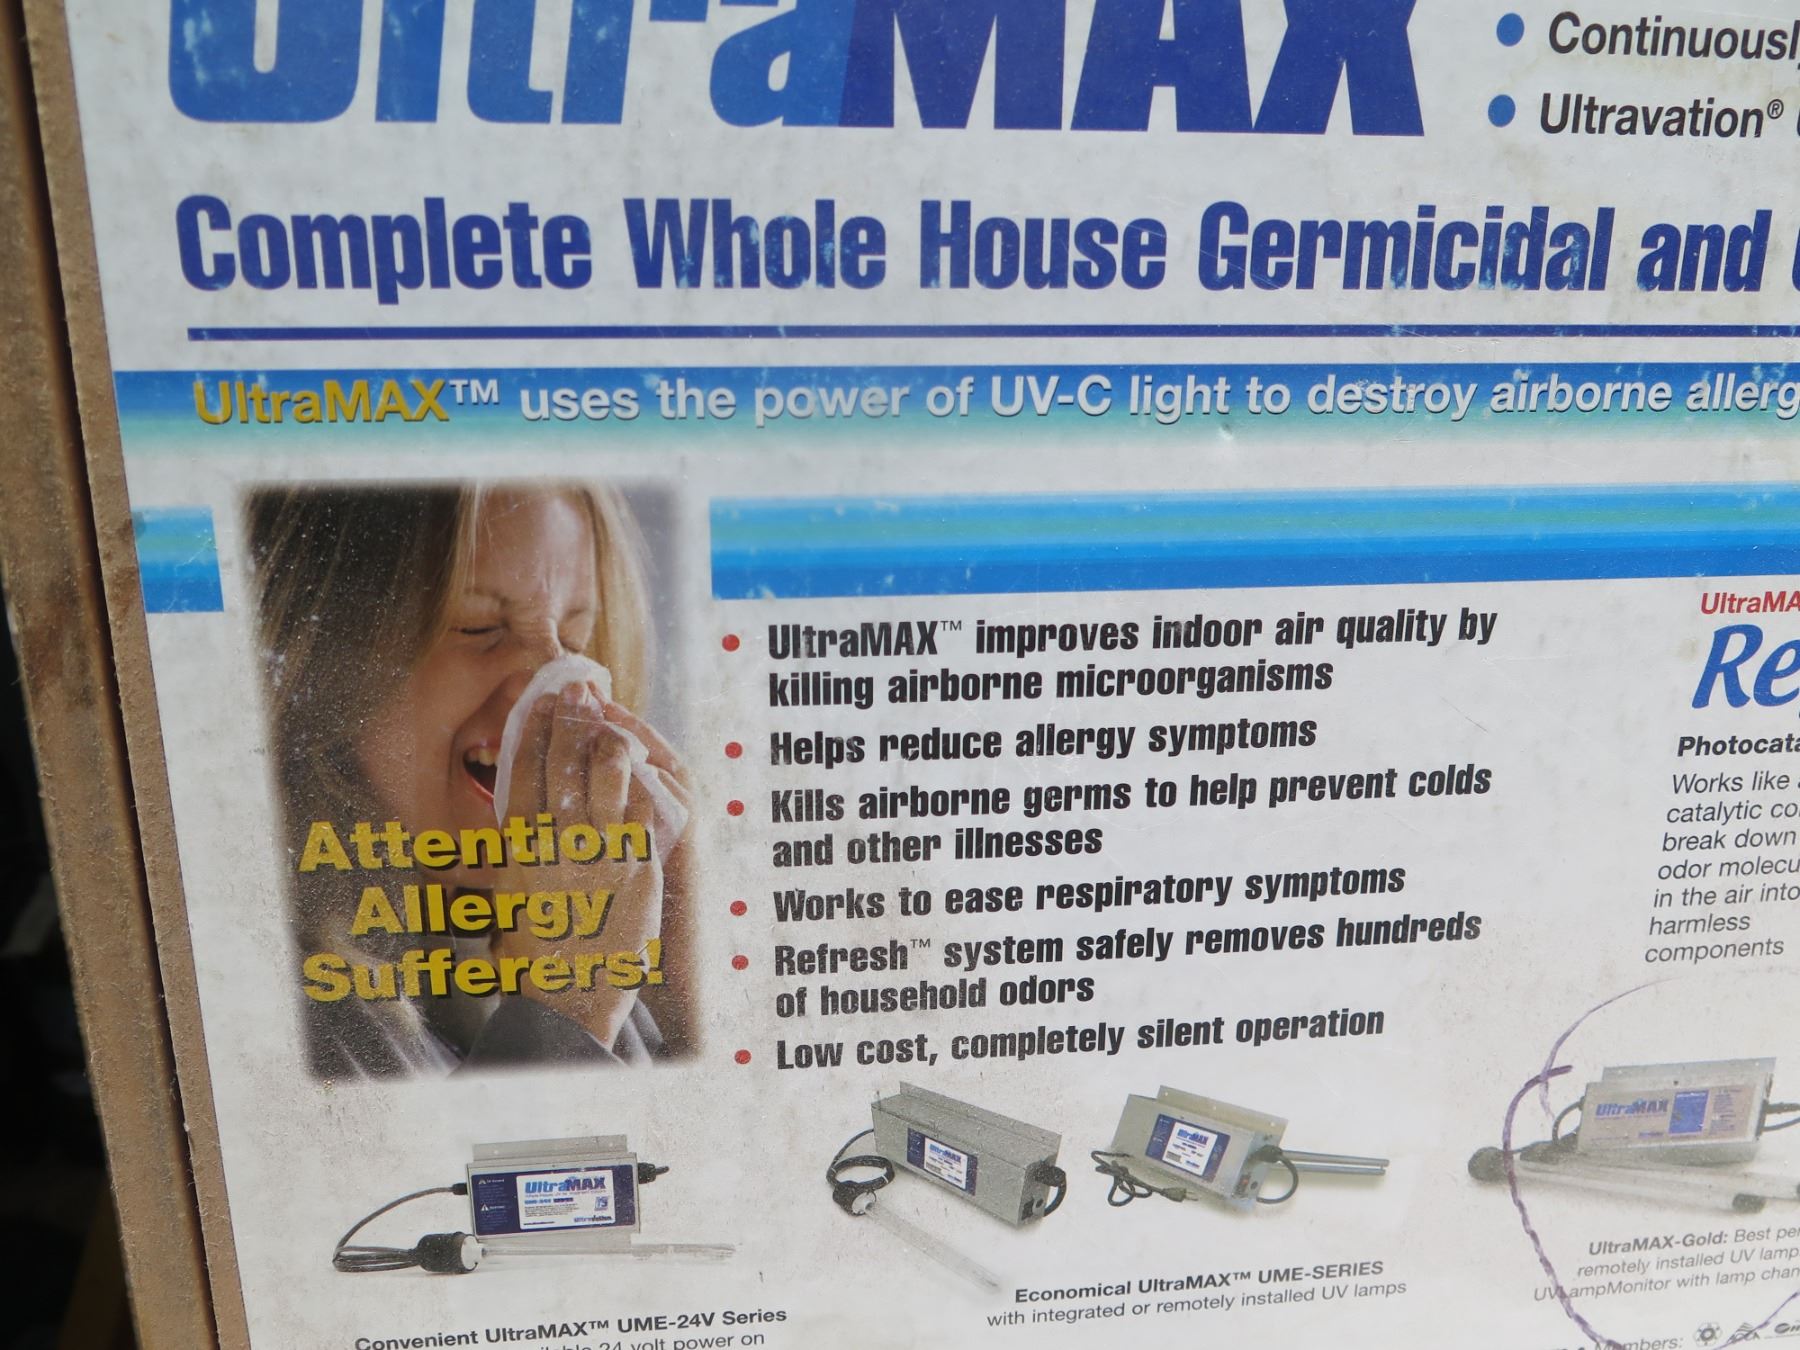 UltraMAX
• Continuously
• Ultravation®
Complete Whole House Germicidal and
UltraMAX™ uses the power of UV-C light to destroy airborne allerg
Attention
Allergy
Sufferers!
• UltraMAX™ improves indoor air quality by
killing airborne microorganisms
• Helps reduce allergy symptoms
• Kills airborne germs to help prevent colds
and other illnesses
• Works to ease respiratory symptoms
• Refresh™ system safely removes hundreds
of household odors
• Low cost, completely silent operation
UltraMA
Re
Photocata
Works like
catalytic co
break down
odor molecu
in the air into
harmless
components
UltraMAX
UME-24V
Ultravation
UltraMAX
UltraMAX
UltraMAX
Convenient UltraMAX™ UME-24V Series
24 volt power on
Economical UltraMAX™ UME-SERIES
with integrated or remotely installed UV lamps
UltraMAX-Gold: Best pe
remotely installed UV lamp
LampMonitor with lamp chan
Members: